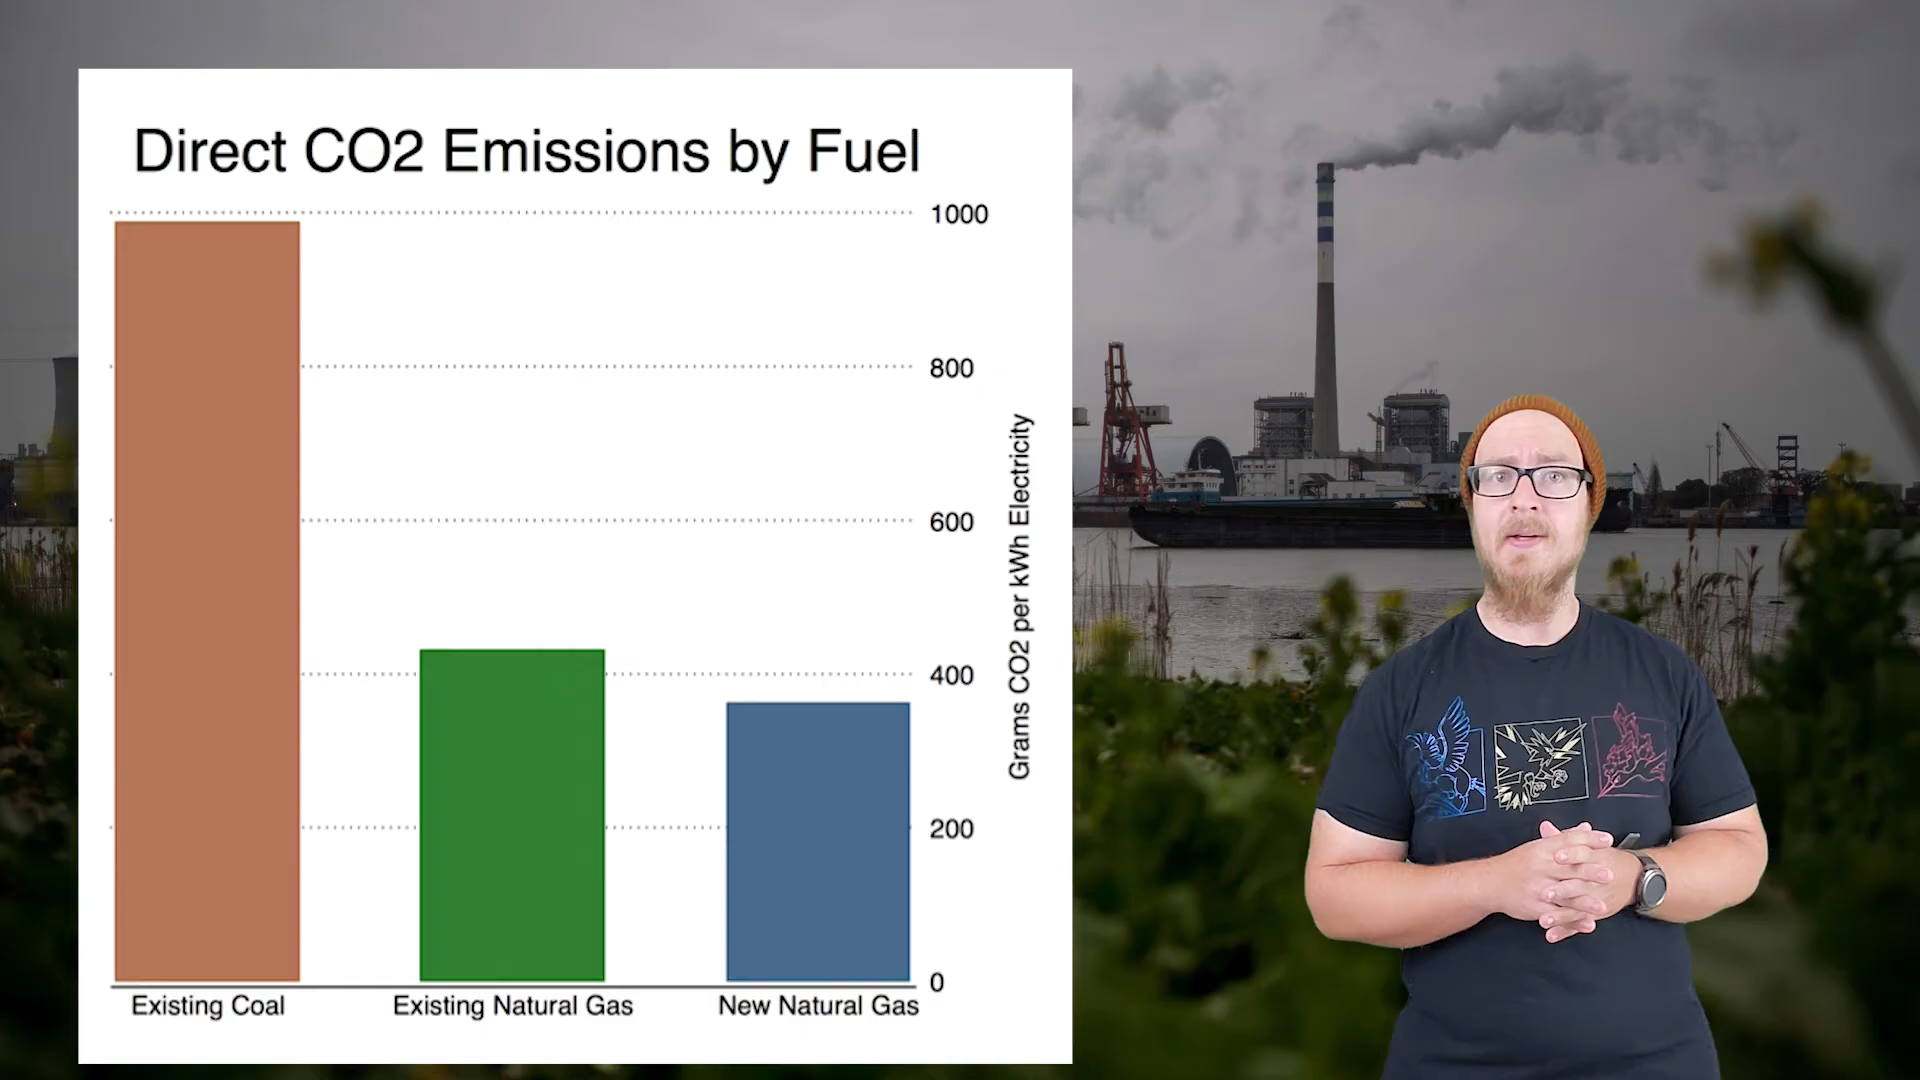 Direct CO2 Emissions by Fuel
1000
800
600
400
200
0
Grams CO2 per kWh Electricity
Existing Coal
Existing Natural Gas
New Natural Gas